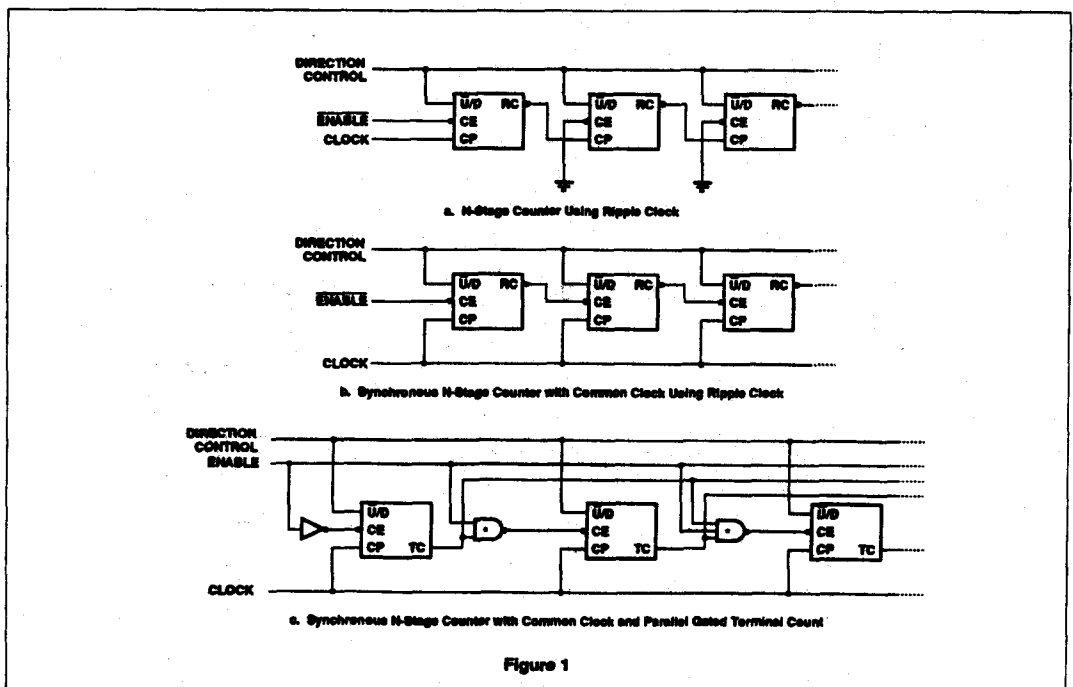 DIRECTION
CONTROL
ENABLE
CLOCK
U̅/D RC
CE
CP
U̅/D RC
CE
CP
U̅/D RC
CE
CP
a. N-Stage Counter Using Ripple Clock
DIRECTION
CONTROL
ENABLE
CLOCK
U̅/D RC
CE
CP
U̅/D RC
CE
CP
U̅/D RC
CE
CP
b. Synchronous N-Stage Counter with Common Clock Using Ripple Clock
DIRECTION
CONTROL
ENABLE
U̅/D
CE
CP TC
U̅/D
CE
CP TC
U̅/D
CE
CP TC
CLOCK
c. Synchronous N-Stage Counter with Common Clock and Parallel Gated Terminal Count
Figure 1